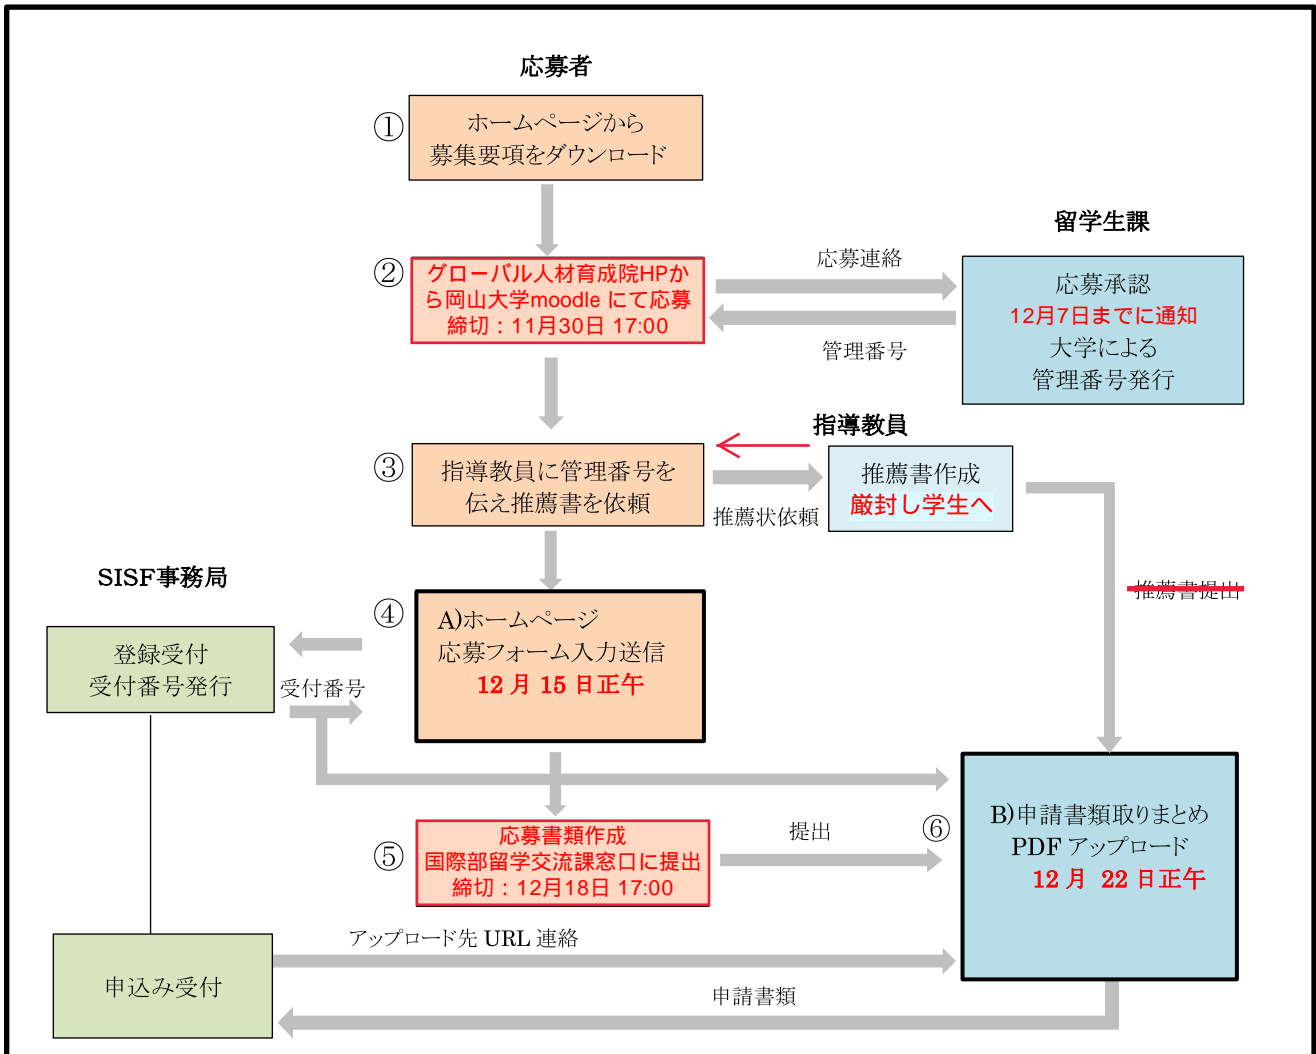 応募者
①
ホームページから
募集要項をダウンロード
留学生課
②
グローバル人材育成院HPか
ら岡山大学moodle にて応募
締切：11月30日 17:00
応募連絡
管理番号
応募承認
12月7日までに通知
大学による
管理番号発行
指導教員
③
指導教員に管理番号を
伝え推薦書を依頼
推薦状依頼
推薦書作成
厳封し学生へ
推薦書提出
SISF事務局
④
A)ホームページ
応募フォーム入力送信
12 月 15 日正午
登録受付
受付番号発行
受付番号
⑤
応募書類作成
国際部留学交流課窓口に提出
締切：12月18日 17:00
提出
⑥
B)申請書類取りまとめ
PDF アップロード
12 月 22 日正午
アップロード先 URL 連絡
申込み受付
申請書類